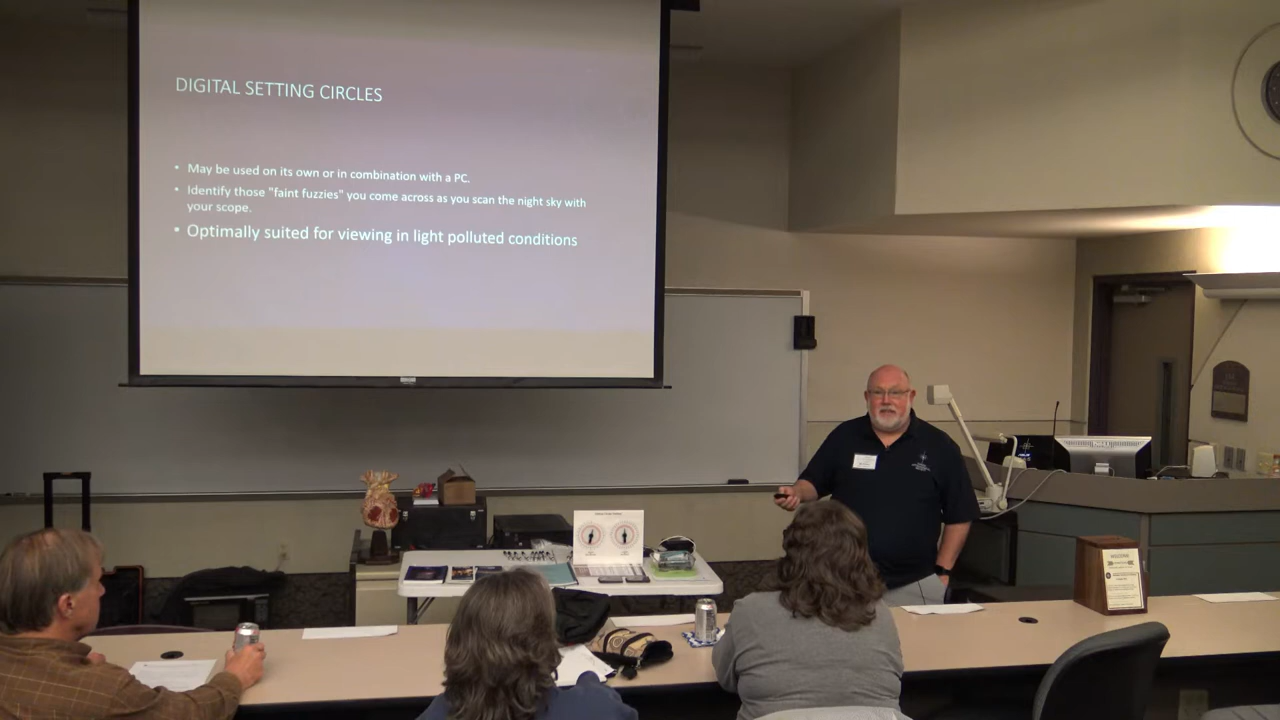 DIGITAL SETTING CIRCLES
• May be used on its own or in combination with a PC.
• Identify those "faint fuzzies" you come across as you scan the night sky with
your scope.
• Optimally suited for viewing in light polluted conditions
WELCOME